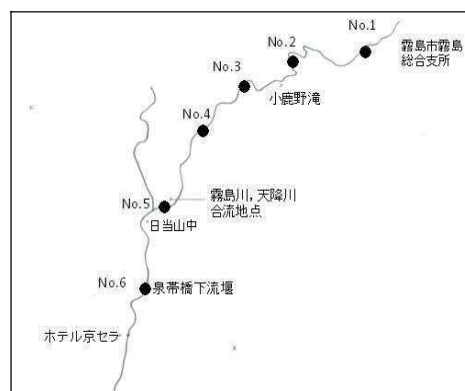 No.1
霧島市霧島
総合支所
No.2
小鹿野滝
No.3
No.4
霧島川，天降川
合流地点
No.5
日当山中
No.6
泉帯橋下流堰
ホテル京セラ